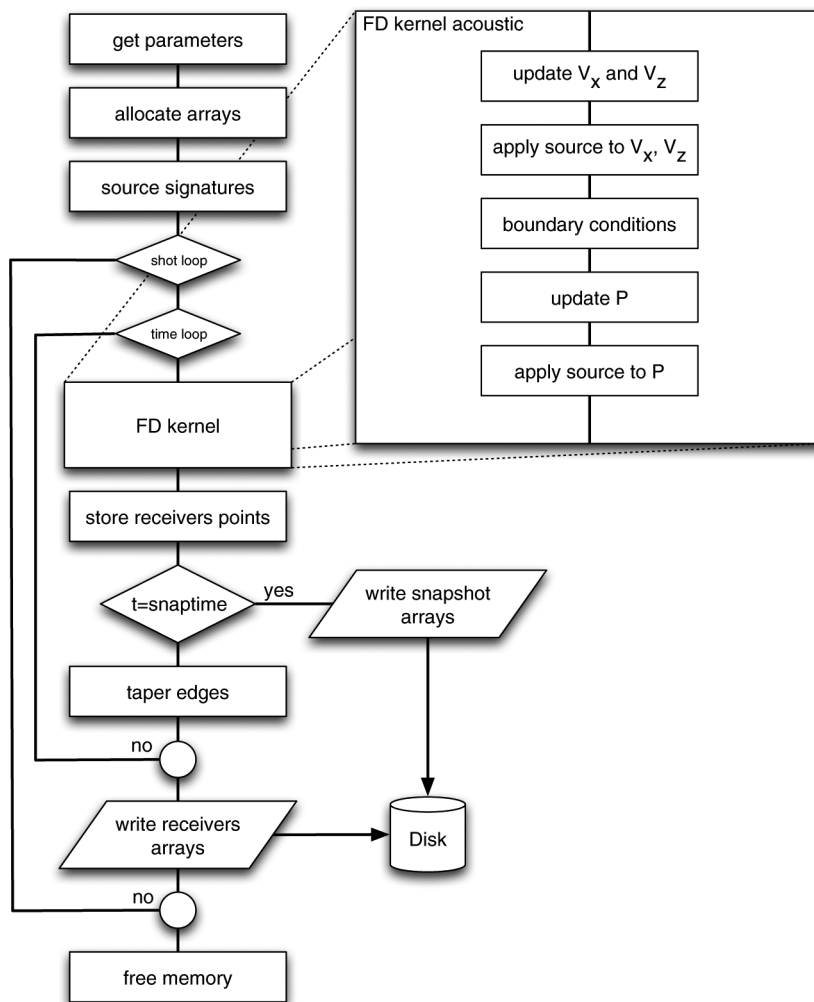 get parameters
allocate arrays
source signatures
shot loop
time loop
FD kernel
store receivers points
t=snaptime
yes
write snapshot
arrays
taper edges
no
write receivers
arrays
Disk
no
free memory
FD kernel acoustic
update Vx and Vz
apply source to Vx, Vz
boundary conditions
update P
apply source to P